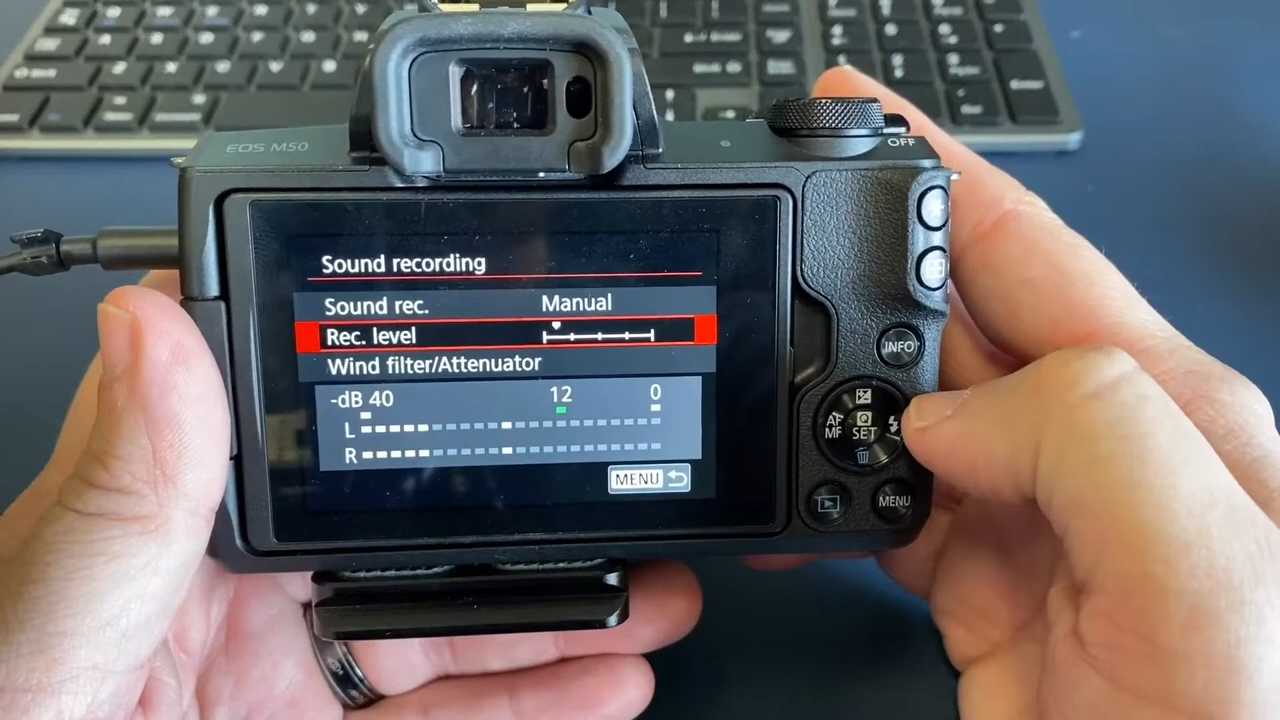 EOS M50
OFF
Sound recording
Sound rec. Manual
Rec. level
Wind filter/Attenuator
-dB 40 12 0
L
R
MENU
INFO
AF
MF
Q
SET
MENU